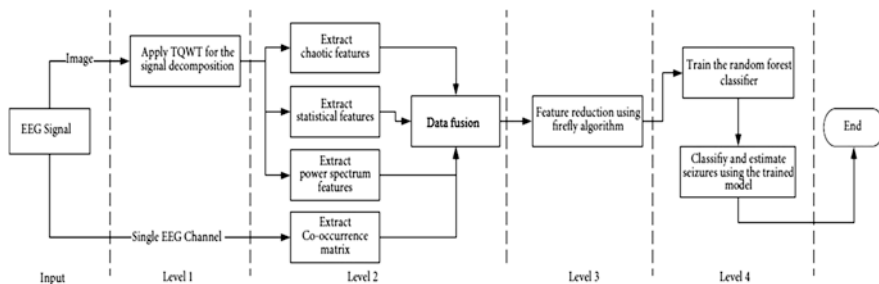 Image
Apply TQWT for the
signal decomposition
Extract
chaotic features
Train the random forest
classifier
EEG Signal
Extract
statistical features
Data fusion
Feature reduction using
firefly algorithm
End
Extract
power spectrum
features
Classifiy and estimate
seizures using the trained
model
Single EEG Channel
Extract
Co-occurrence
matrix
Input
Level 1
Level 2
Level 3
Level 4